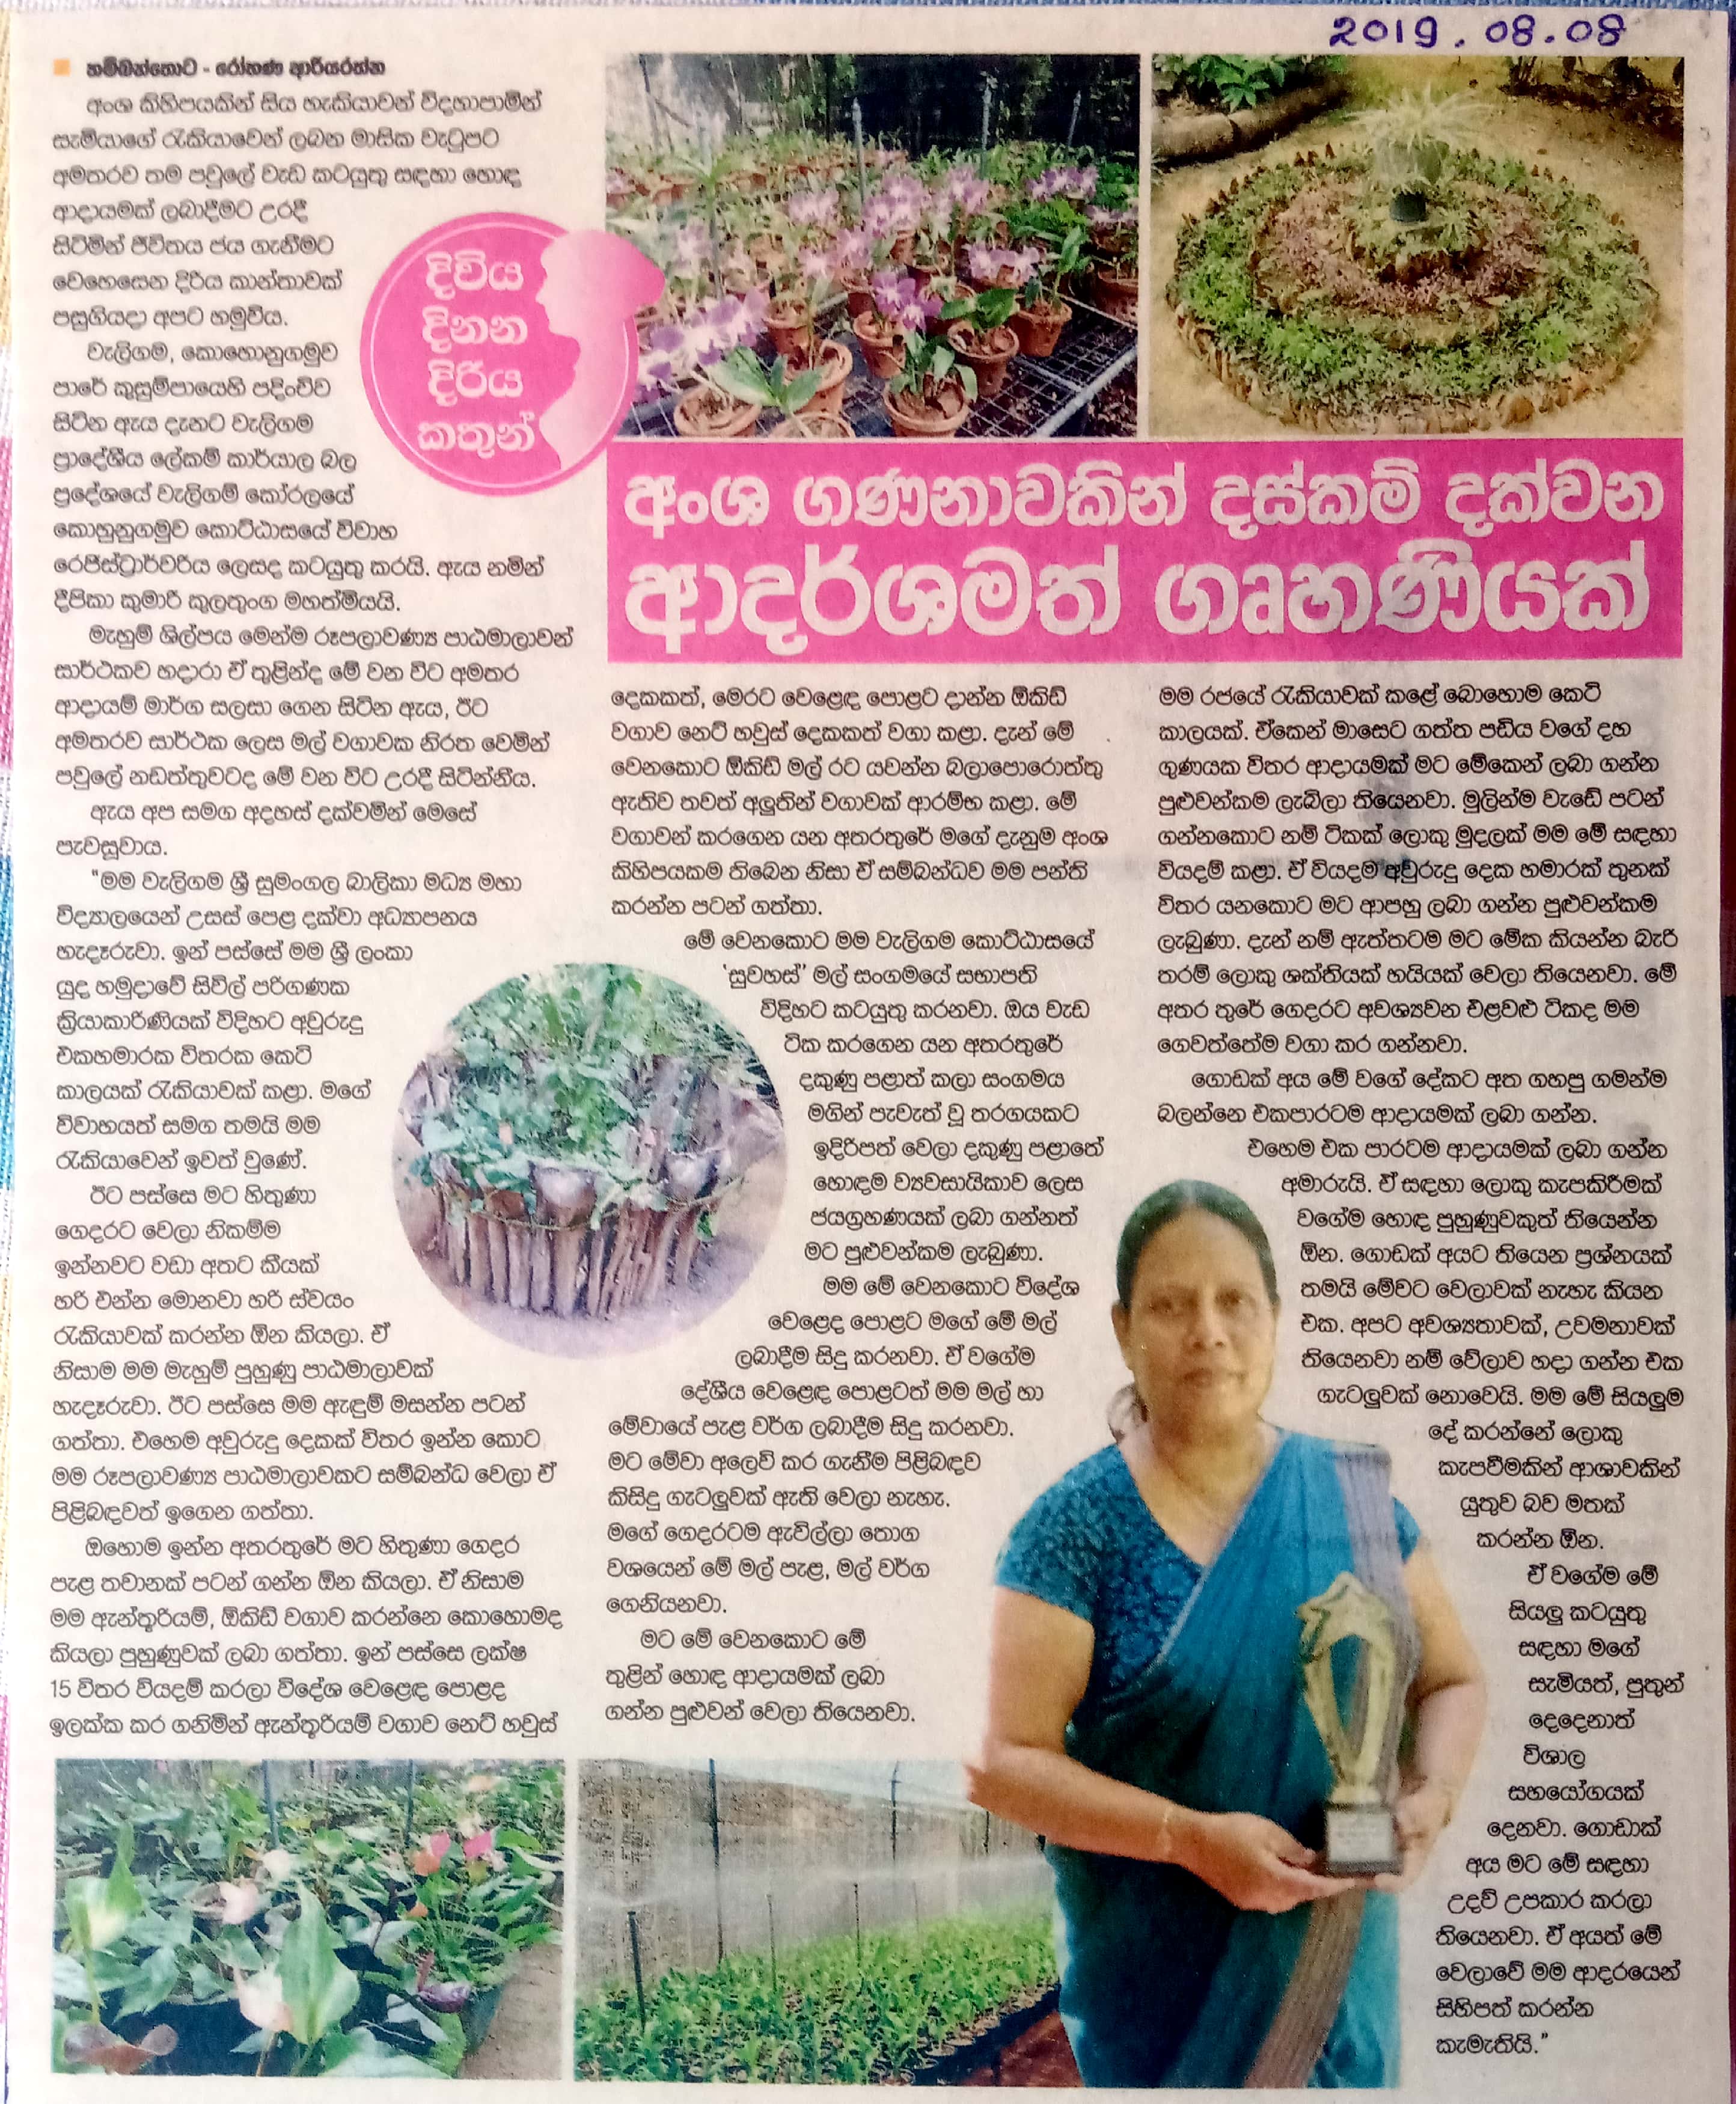 2019.08.08
හම්බන්තොට - රෝහණ ආරියරත්න
අංශ කිහිපයකින් සිය හැකියාවන් විදහාපාමින්
සැමියාගේ රැකියාවෙන් ලබන මාසික වැටුපට
අමතරව තම පවුලේ වැඩ කටයුතු සඳහා හොඳ
ආදායමක් ලබාදීමට උරදී
සිටිමින් ජීවිතය ජය ගැනීමට
වෙහෙසෙන දිරිය කාන්තාවක්
පසුගියදා අපට හමුවිය.
වැලිගම, කොහොනුගමුව
පාරේ කුසුම්පායෙහි පදිංචිව
සිටින ඇය දැනට වැලිගම
ප්‍රාදේශීය ලේකම් කාර්යාල බල
ප්‍රදේශයේ වැලිගම් කෝරලයේ
කොහුනුගමුව කොට්ඨාසයේ විවාහ
රෙජිස්ට්‍රාර්වරිය ලෙසද කටයුතු කරයි. ඇය නමින්
දීපිකා කුමාරි කුලතුංග මහත්මියයි.
මැහුම් ශිල්පය මෙන්ම රූපලාවණ්‍ය පාඨමාලාවන්
සාර්ථකව හදාරා ඒ තුළින්ද මේ වන විට අමතර
ආදායම් මාර්ග සලසා ගෙන සිටින ඇය, ඊට
අමතරව සාර්ථක ලෙස මල් වගාවක නිරත වෙමින්
පවුලේ නඩත්තුවටද මේ වන විට උරදී සිටින්නීය.
ඇය අප සමග අදහස් දක්වමින් මෙසේ
පැවසුවාය.
"මම වැලිගම ශ්‍රී සුමංගල බාලිකා මධ්‍ය මහා
විද්‍යාලයෙන් උසස් පෙළ දක්වා අධ්‍යාපනය
හැදෑරුවා. ඉන් පස්සේ මම ශ්‍රී ලංකා
යුද හමුදාවේ සිවිල් පරිගණක
ක්‍රියාකාරිණියක් විදිහට අවුරුදු
එකහමාරක විතරක කෙටි
කාලයක් රැකියාවක් කළා. මගේ
විවාහයත් සමග තමයි මම
රැකියාවෙන් ඉවත් වුණේ.
ඊට පස්සෙ මට හිතුණා
ගෙදරට වෙලා නිකම්ම
ඉන්නවට වඩා අතට කීයක්
හරි එන්න මොනවා හරි ස්වයං
රැකියාවක් කරන්න ඕන කියලා. ඒ
නිසාම මම මැහුම් පුහුණු පාඨමාලාවක්
හැදෑරුවා. ඊට පස්සෙ මම ඇඳුම් මසන්න පටන්
ගත්තා. එහෙම අවුරුදු දෙකක් විතර ඉන්න කොට
මම රූපලාවණ්‍ය පාඨමාලාවකට සම්බන්ධ වෙලා ඒ
පිළිබඳවත් ඉගෙන ගත්තා.
ඔහොම ඉන්න අතරතුරේ මට හිතුණා ගෙදර
පැළ තවානක් පටන් ගන්න ඕන කියලා. ඒ නිසාම
මම ඇන්තූරියම්, ඕකිඩ් වගාව කරන්නෙ කොහොමද
කියලා පුහුණුවක් ලබා ගත්තා. ඉන් පස්සෙ ලක්ෂ
15 විතර වියදම් කරලා විදේශ වෙළෙඳ පොළද
ඉලක්ක කර ගනිමින් ඇන්තූරියම් වගාව නෙට් හවුස්
දිවිය
දිනන
දිරිය
කතුන්
අංශ ගණනාවකින් දස්කම් දක්වන
ආදර්ශමත් ගෘහණියක්
දෙකකත්, මෙරට වෙළෙඳ පොළට දාන්න ඕකිඩ්
වගාව නෙට් හවුස් දෙකකත් වගා කළා. දැන් මේ
වෙනකොට ඕකිඩ් මල් රට යවන්න බලාපොරොත්තු
ඇතිව තවත් අලුතින් වගාවක් ආරම්භ කළා. මේ
වගාවන් කරගෙන යන අතරතුරේ මගේ දැනුම අංශ
කිහිපයකම තිබෙන නිසා ඒ සම්බන්ධව මම පන්ති
කරන්න පටන් ගත්තා.
මේ වෙනකොට මම වැලිගම කොට්ඨාසයේ
'සුවහස්' මල් සංගමයේ සභාපති
විදිහට කටයුතු කරනවා. ඔය වැඩ
ටික කරගෙන යන අතරතුරේ
දකුණු පළාත් කලා සංගමය
මගින් පැවැත් වූ තරගයකට
ඉදිරිපත් වෙලා දකුණු පළාතේ
හොඳම ව්‍යවසායිකාව ලෙස
ජයග්‍රහණයක් ලබා ගන්නත්
මට පුළුවන්කම ලැබුණා.
මම මේ වෙනකොට විදේශ
වෙළෙඳ පොළට මගේ මේ මල්
ලබාදීම සිදු කරනවා. ඒ වගේම
දේශීය වෙළෙඳ පොළටත් මම මල් හා
මේවායේ පැළ වර්ග ලබාදීම සිදු කරනවා.
මට මේවා අලෙවි කර ගැනීම පිළිබඳව
කිසිදු ගැටලුවක් ඇති වෙලා නැහැ.
මගේ ගෙදරටම ඇවිල්ලා තොග
වශයෙන් මේ මල් පැළ, මල් වර්ග
ගෙනියනවා.
මට මේ වෙනකොට මේ
තුළින් හොඳ ආදායමක් ලබා
ගන්න පුළුවන් වෙලා තියෙනවා.
මම රජයේ රැකියාවක් කළේ බොහොම කෙටි
කාලයක්. ඒකෙන් මාසෙට ගත්ත පඩිය වගේ දහ
ගුණයක විතර ආදායමක් මට මේකෙන් ලබා ගන්න
පුළුවන්කම ලැබිලා තියෙනවා. මුලින්ම වැඩේ පටන්
ගන්නකොට නම් ටිකක් ලොකු මුදලක් මම මේ සඳහා
වියදම් කළා. ඒ වියදම අවුරුදු දෙක හමාරක් තුනක්
විතර යනකොට මට ආපහු ලබා ගන්න පුළුවන්කම
ලැබුණා. දැන් නම් ඇත්තටම මට මේක කියන්න බැරි
තරම් ලොකු ශක්තියක් හයියක් වෙලා තියෙනවා. මේ
අතර තුරේ ගෙදරට අවශ්‍යවන එළවළු ටිකද මම
ගෙවත්තේම වගා කර ගන්නවා.
ගොඩක් අය මේ වගේ දේකට අත ගහපු ගමන්ම
බලන්නෙ එකපාරටම ආදායමක් ලබා ගන්න.
එහෙම එක පාරටම ආදායමක් ලබා ගන්න
අමාරුයි. ඒ සඳහා ලොකු කැපකිරීමක්
වගේම හොඳ පුහුණුවකුත් තියෙන්න
ඕන. ගොඩක් අයට තියෙන ප්‍රශ්නයක්
තමයි මේවට වෙලාවක් නැහැ කියන
එක. අපට අවශ්‍යතාවක්, උවමනාවක්
තියෙනවා නම් වේලාව හදා ගන්න එක
ගැටලුවක් නොවෙයි. මම මේ සියලුම
දේ කරන්නේ ලොකු
කැපවීමකින් ආශාවකින්
යුතුව බව මතක්
කරන්න ඕන.
ඒ වගේම මේ
සියලු කටයුතු
සඳහා මගේ
සැමියත්, පුතුන්
දෙදෙනාත්
විශාල
සහයෝගයක්
දෙනවා. ගොඩාක්
අය මට මේ සඳහා
උදව් උපකාර කරලා
තියෙනවා. ඒ අයත් මේ
වෙලාවේ මම ආදරයෙන්
සිහිපත් කරන්න
කැමැතියි."